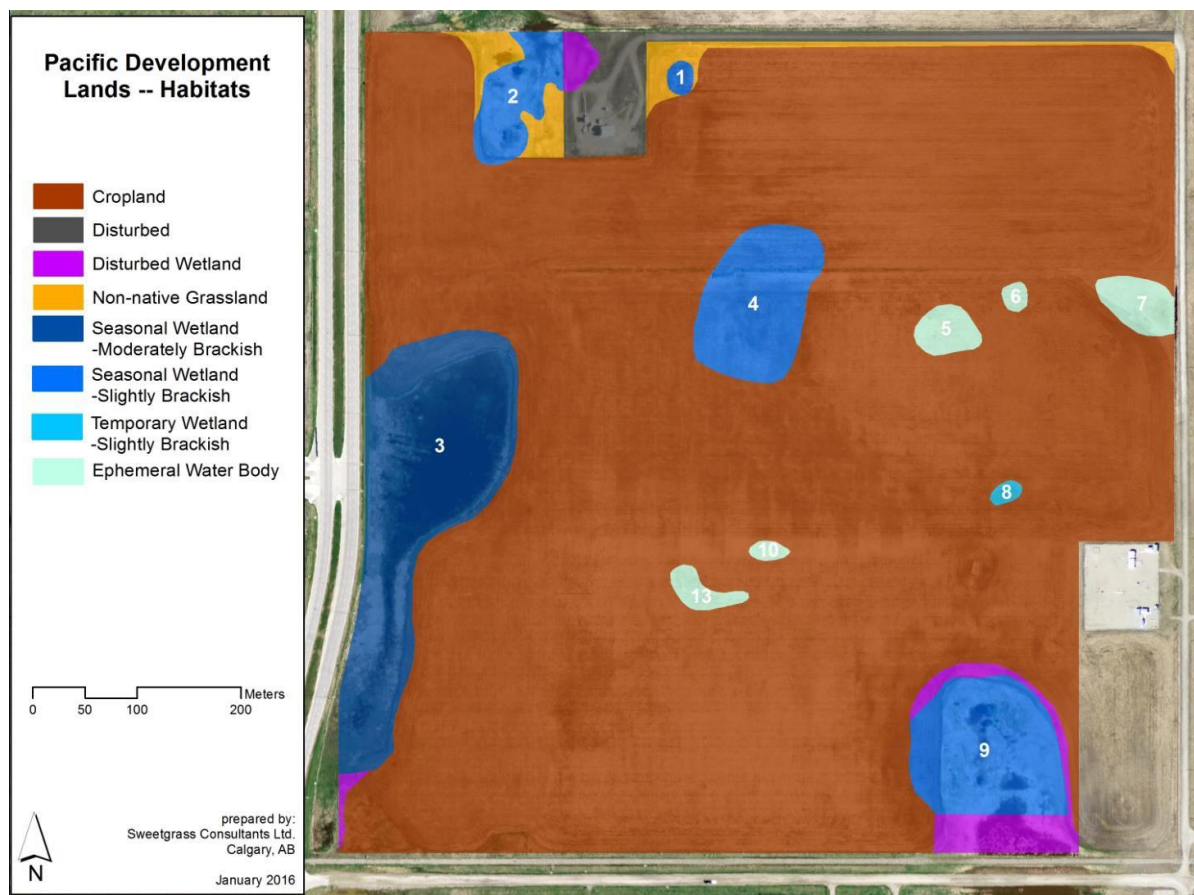 Pacific Development
Lands -- Habitats
Cropland
Disturbed
Disturbed Wetland
Non-native Grassland
Seasonal Wetland
-Moderately Brackish
Seasonal Wetland
-Slightly Brackish
Temporary Wetland
-Slightly Brackish
Ephemeral Water Body
Meters
0 50 100 200
N
prepared by:
Sweetgrass Consultants Ltd.
Calgary, AB
January 2016
1
2
3
4
5
6
7
8
10
13
9